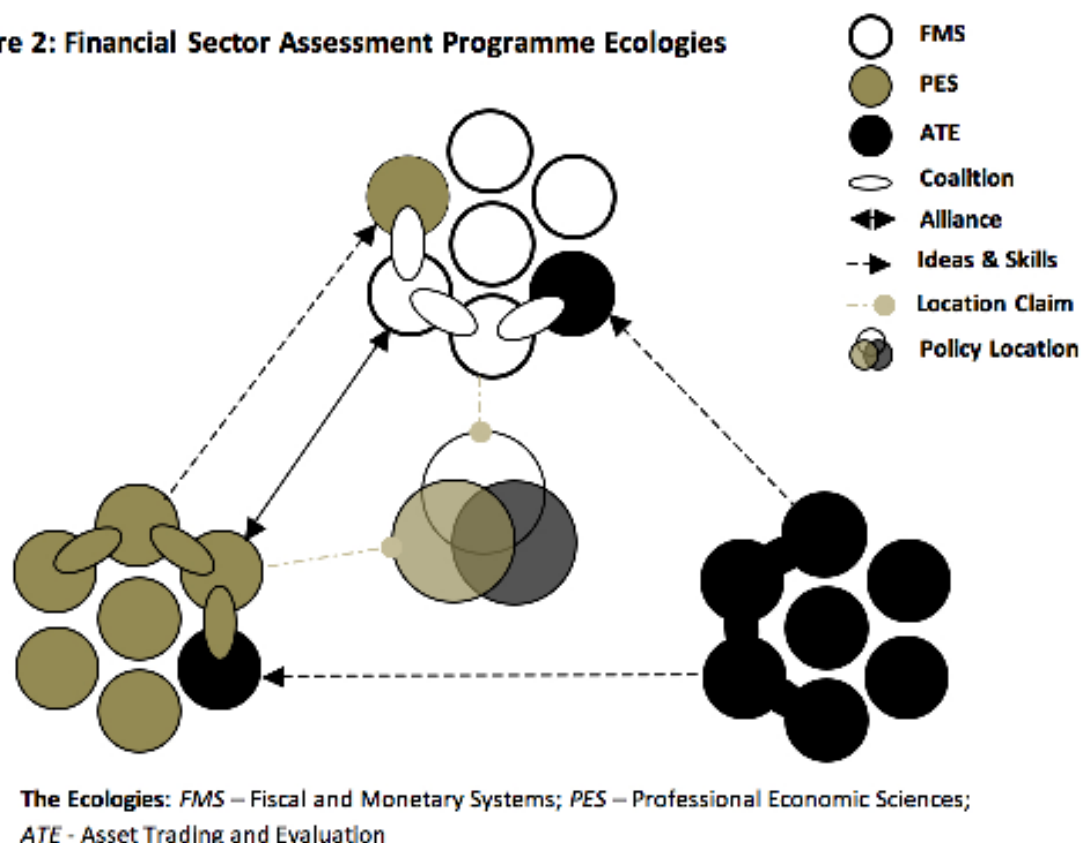 re 2: Financial Sector Assessment Programme Ecologies
FMS
PES
ATE
Coalition
Alliance
Ideas & Skills
Location Claim
Policy Location
The Ecologies: FMS – Fiscal and Monetary Systems; PES – Professional Economic Sciences;
ATE - Asset Trading and Evaluation